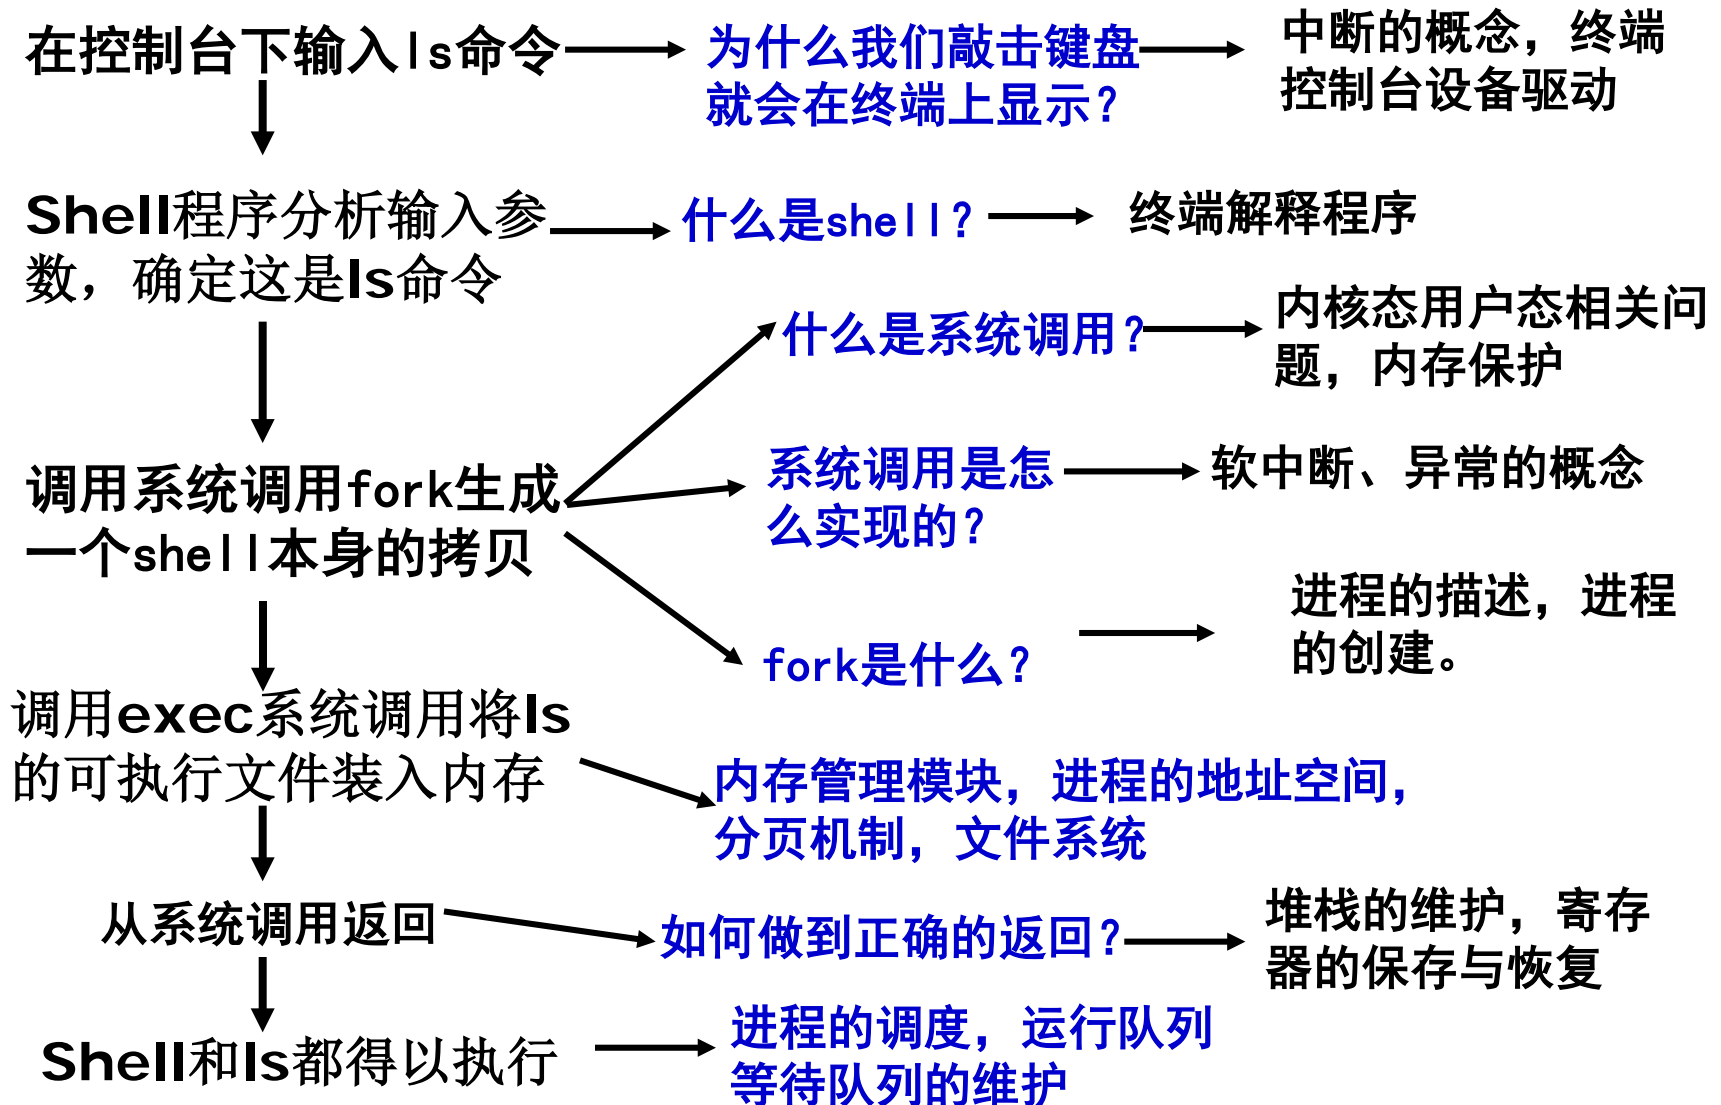 在控制台下输入ls命令
为什么我们敲击键盘
就会在终端上显示？
中断的概念，终端
控制台设备驱动
Shell程序分析输入参
数，确定这是ls命令
什么是shell？
终端解释程序
什么是系统调用？
内核态用户态相关问
题，内存保护
调用系统调用fork生成
一个shell本身的拷贝
系统调用是怎
么实现的？
软中断、异常的概念
fork是什么？
进程的描述，进程
的创建。
调用exec系统调用将ls
的可执行文件装入内存
内存管理模块，进程的地址空间，
分页机制，文件系统
从系统调用返回
如何做到正确的返回？
堆栈的维护，寄存
器的保存与恢复
Shell和ls都得以执行
进程的调度，运行队列
等待队列的维护